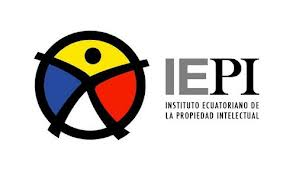 IEPI
INSTITUTO ECUATORIANO DE
LA PROPIEDAD INTELECTUAL